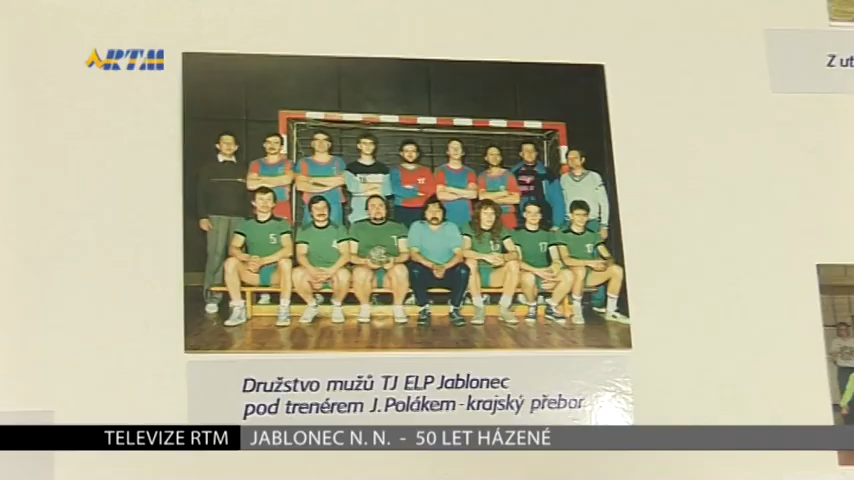 RTM
Z ut
Družstvo mužů TJ ELP Jablonec
pod trenérem J.Polákem-krajský přebor
TELEVIZE RTM JABLONEC N. N. - 50 LET HÁZENÉ